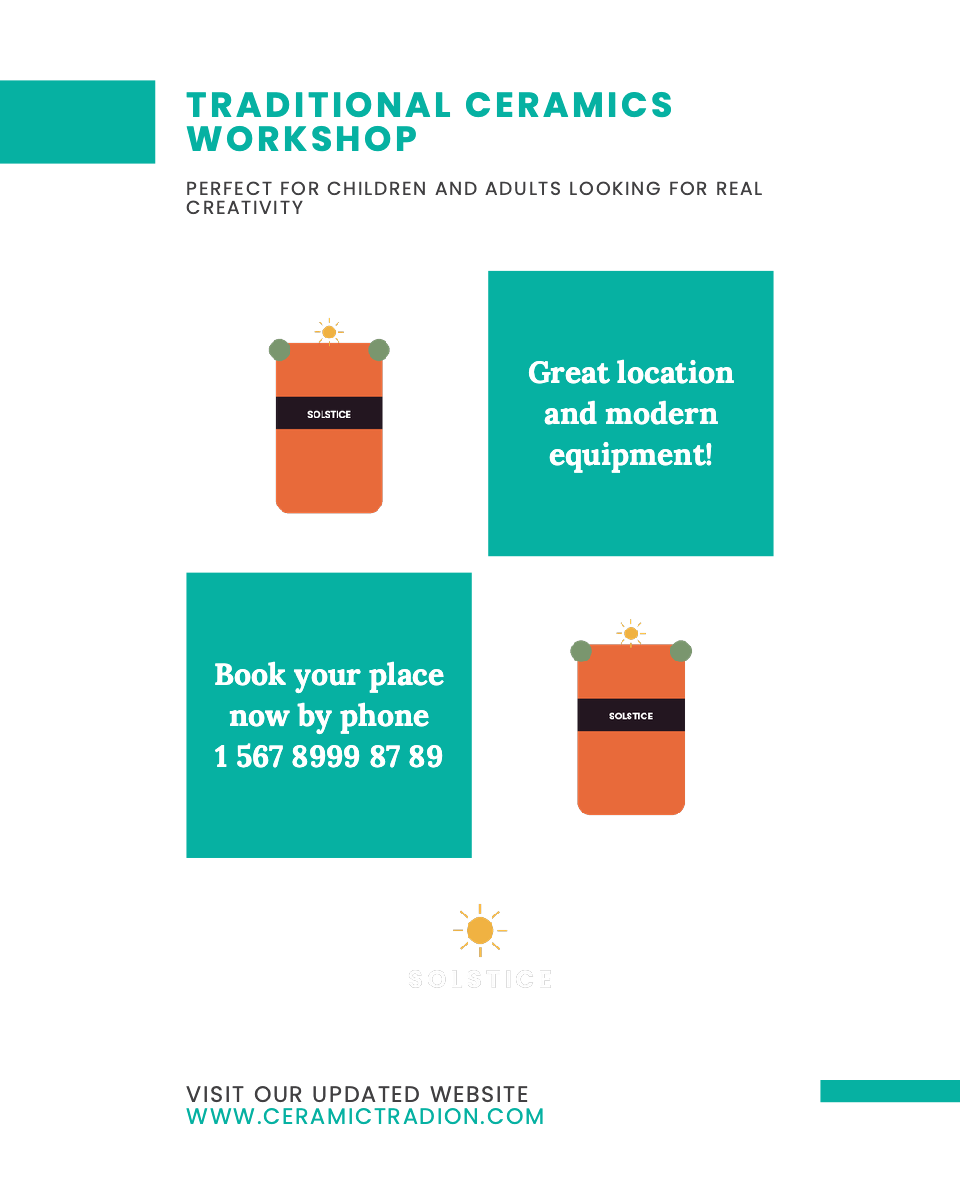 TRADITIONAL CERAMICS
WORKSHOP
PERFECT FOR CHILDREN AND ADULTS LOOKING FOR REAL
CREATIVITY
SOLSTICE
Great location
and modern
equipment!
Book your place
now by phone
1 567 8999 87 89
SOLSTICE
SOLSTICE
VISIT OUR UPDATED WEBSITE
WWW.CERAMICTRADION.COM